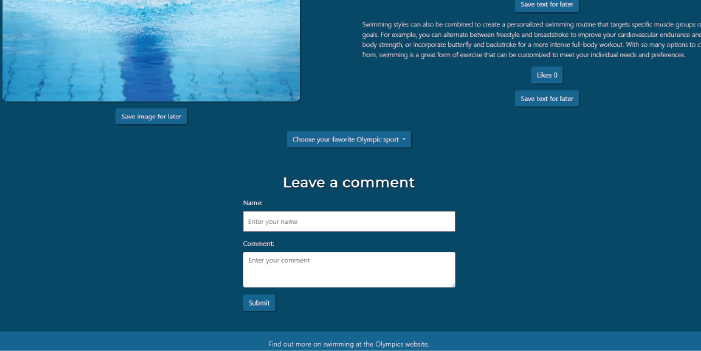 Save text for later
Swimming styles can also be combined to create a personalized swimming routine that targets specific muscle groups o
goals. For example, you can alternate between freestyle and breaststroke to improve your cardiovascular endurance an
body strength, or incorporate butterfly and backstroke for a more intense full-body workout. With so many options to c
from, swimming is a great form of exercise that can be customized to meet your individual needs and preferences.
Likes 0
Save text for later
Save image for later
Choose your favorite Olympic sport
Leave a comment
Name:
Enter your name
Comment:
Enter your comment
Submit
Find out more on swimming at the Olympics website.